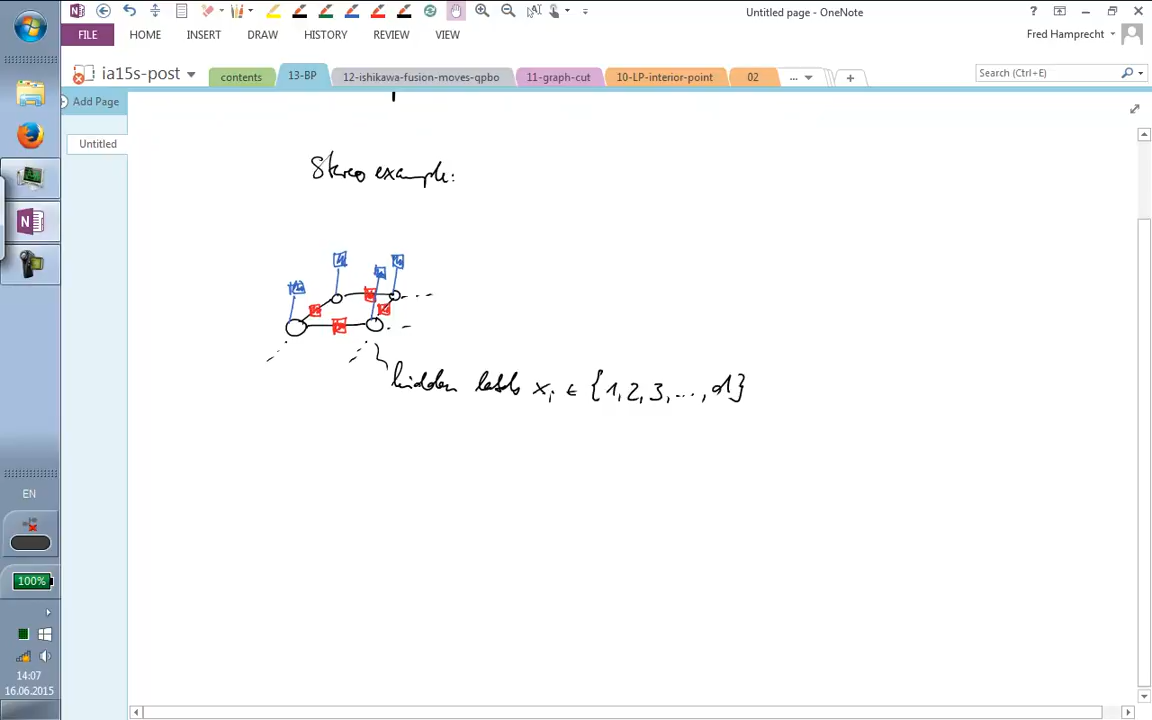 Untitled page - OneNote
FILE HOME INSERT DRAW HISTORY REVIEW VIEW
Fred Hamprecht
ia15s-post contents 13-BP 12-ishikawa-fusion-moves-qpbo 11-graph-cut 10-LP-interior-point 02 ...
Search (Ctrl+E)
Add Page
Untitled
Stereo example:
hidden labels xᵢ ∈ {1, 2, 3, ..., d}
EN
100%
14:07
16.06.2015